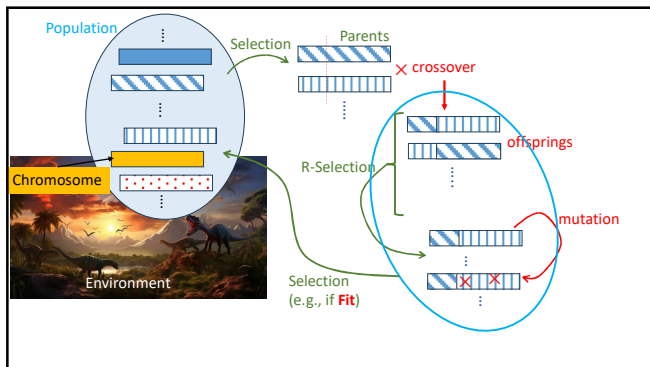 Population
Selection
Parents
crossover
offsprings
R-Selection
Chromosome
mutation
Selection
(e.g., if Fit)
Environment